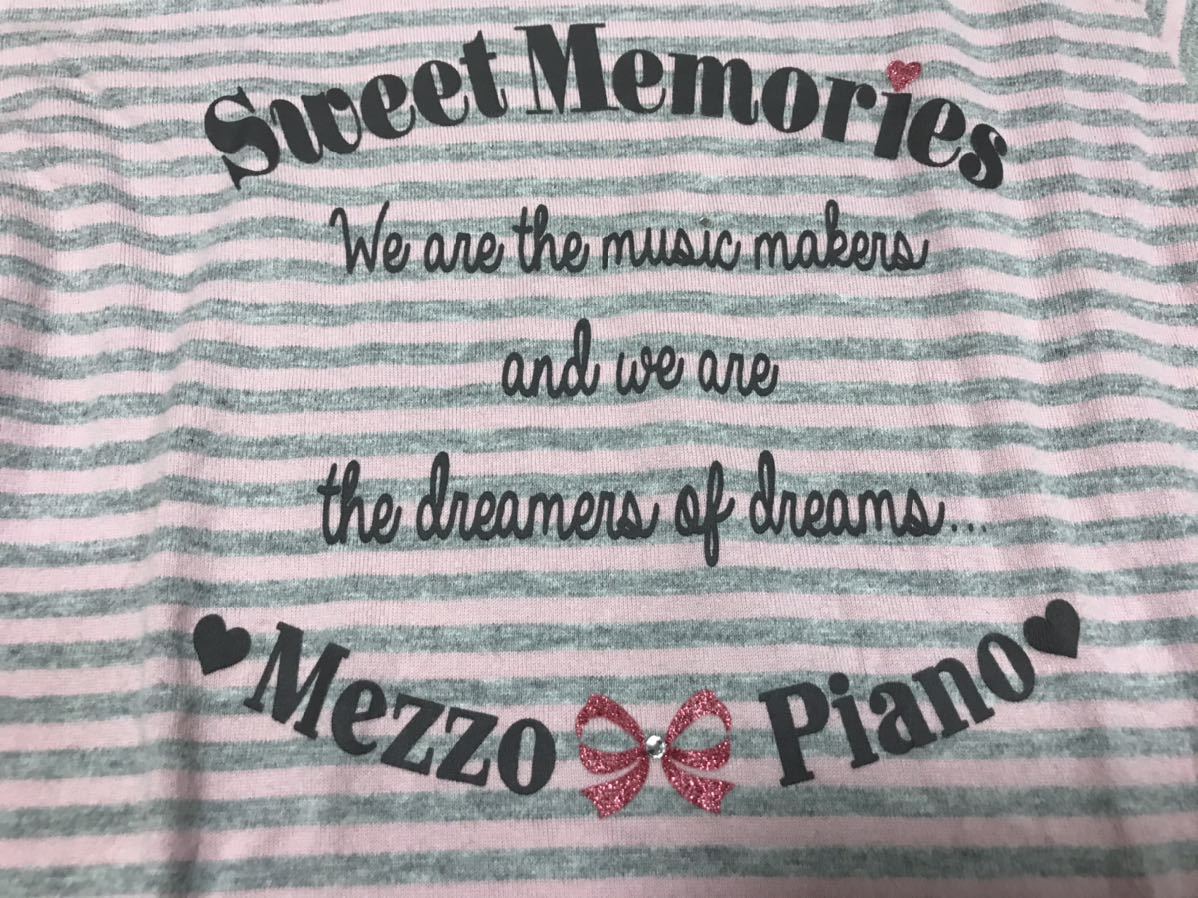 Sweet Memories
We are the music makers
and we are
the dreamers of dreams...
Mezzo Piano